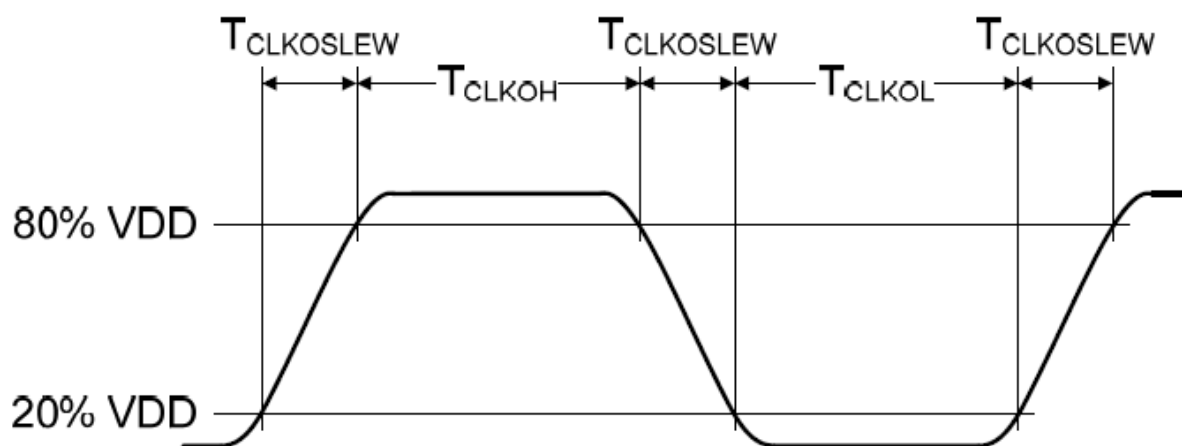 TCLKOSLEW TCLKOSLEW TCLKOSLEW
TCLKOH TCLKOL
80% VDD
20% VDD